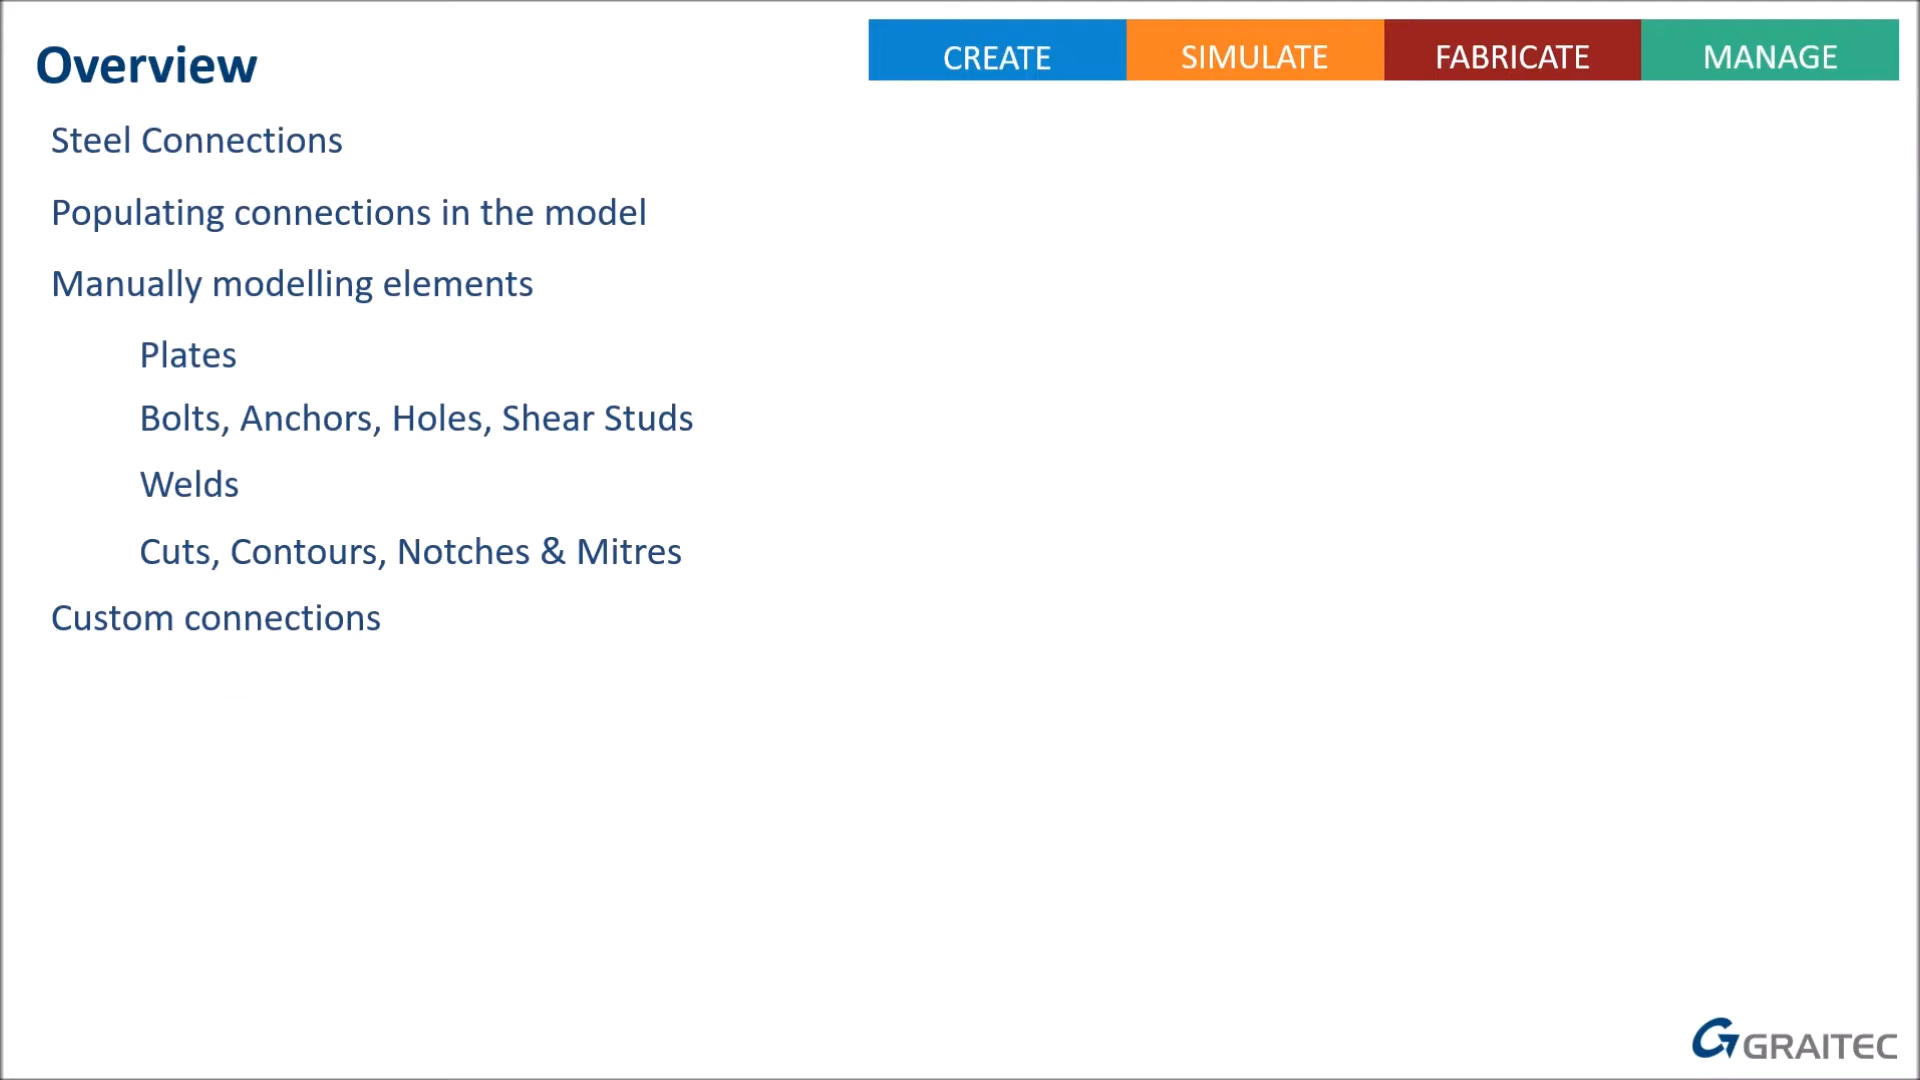 Overview
CREATE
SIMULATE
FABRICATE
MANAGE
Steel Connections
Populating connections in the model
Manually modelling elements
Plates
Bolts, Anchors, Holes, Shear Studs
Welds
Cuts, Contours, Notches & Mitres
Custom connections
GRAITEC